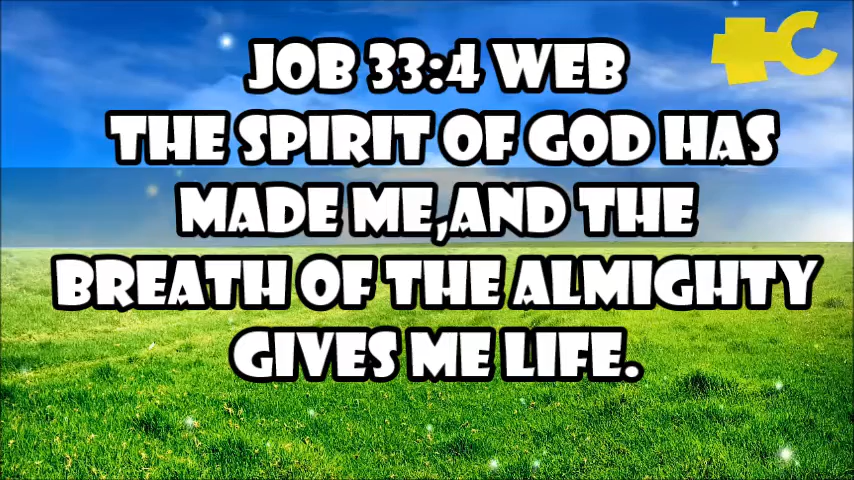 JOB 33:4 WEB
THE SPIRIT OF GOD HAS
MADE ME,AND THE
BREATH OF THE ALMIGHTY
GIVES ME LIFE.